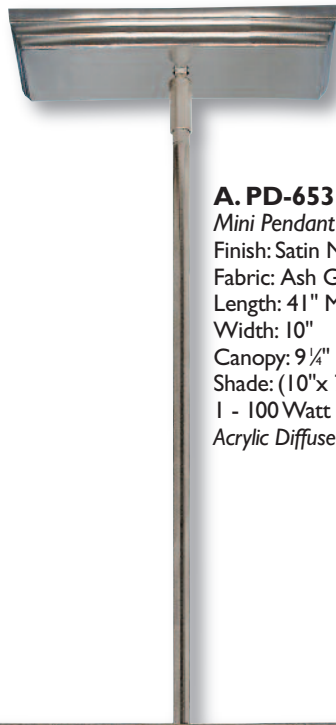 A. PD-653
Mini Pendant
Finish: Satin
Fabric: Ash
Length: 41"
Width: 10"
Canopy: 9¼"
Shade: (10"x
1 - 100 Watt
Acrylic